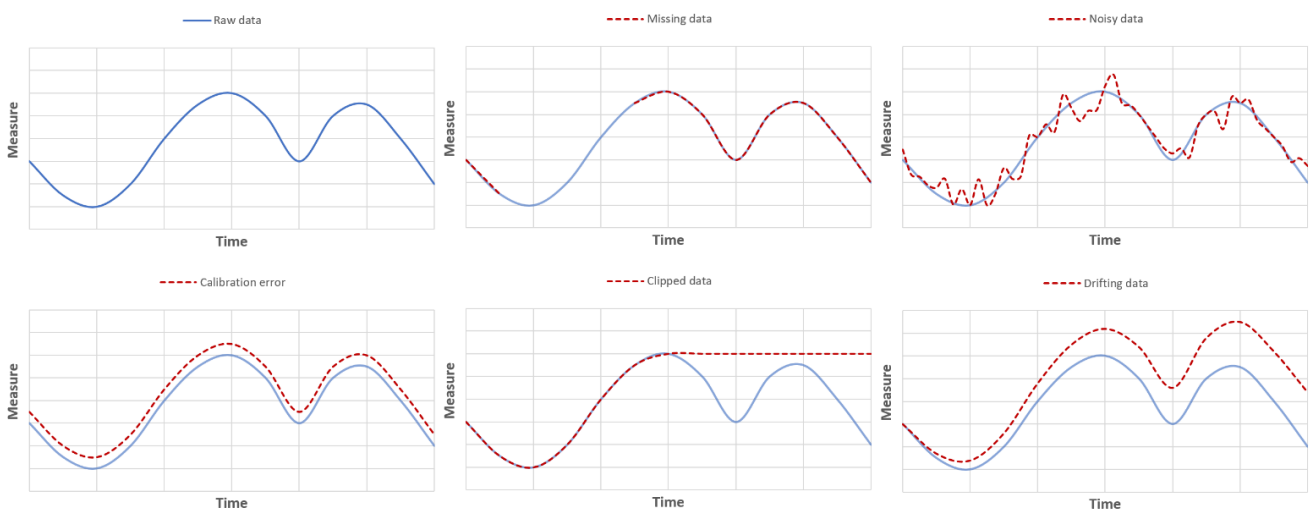 Raw data
Measure
Time
Missing data
Measure
Time
Noisy data
Measure
Time
Calibration error
Measure
Time
Clipped data
Measure
Time
Drifting data
Measure
Time